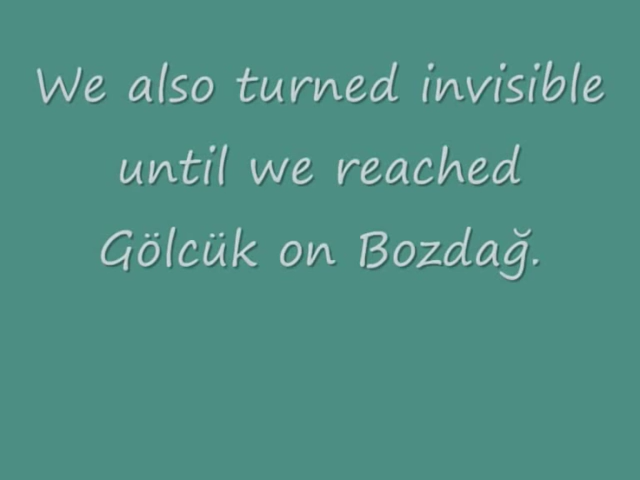 We also turned invisible
until we reached
Gölcük on Bozdağ.